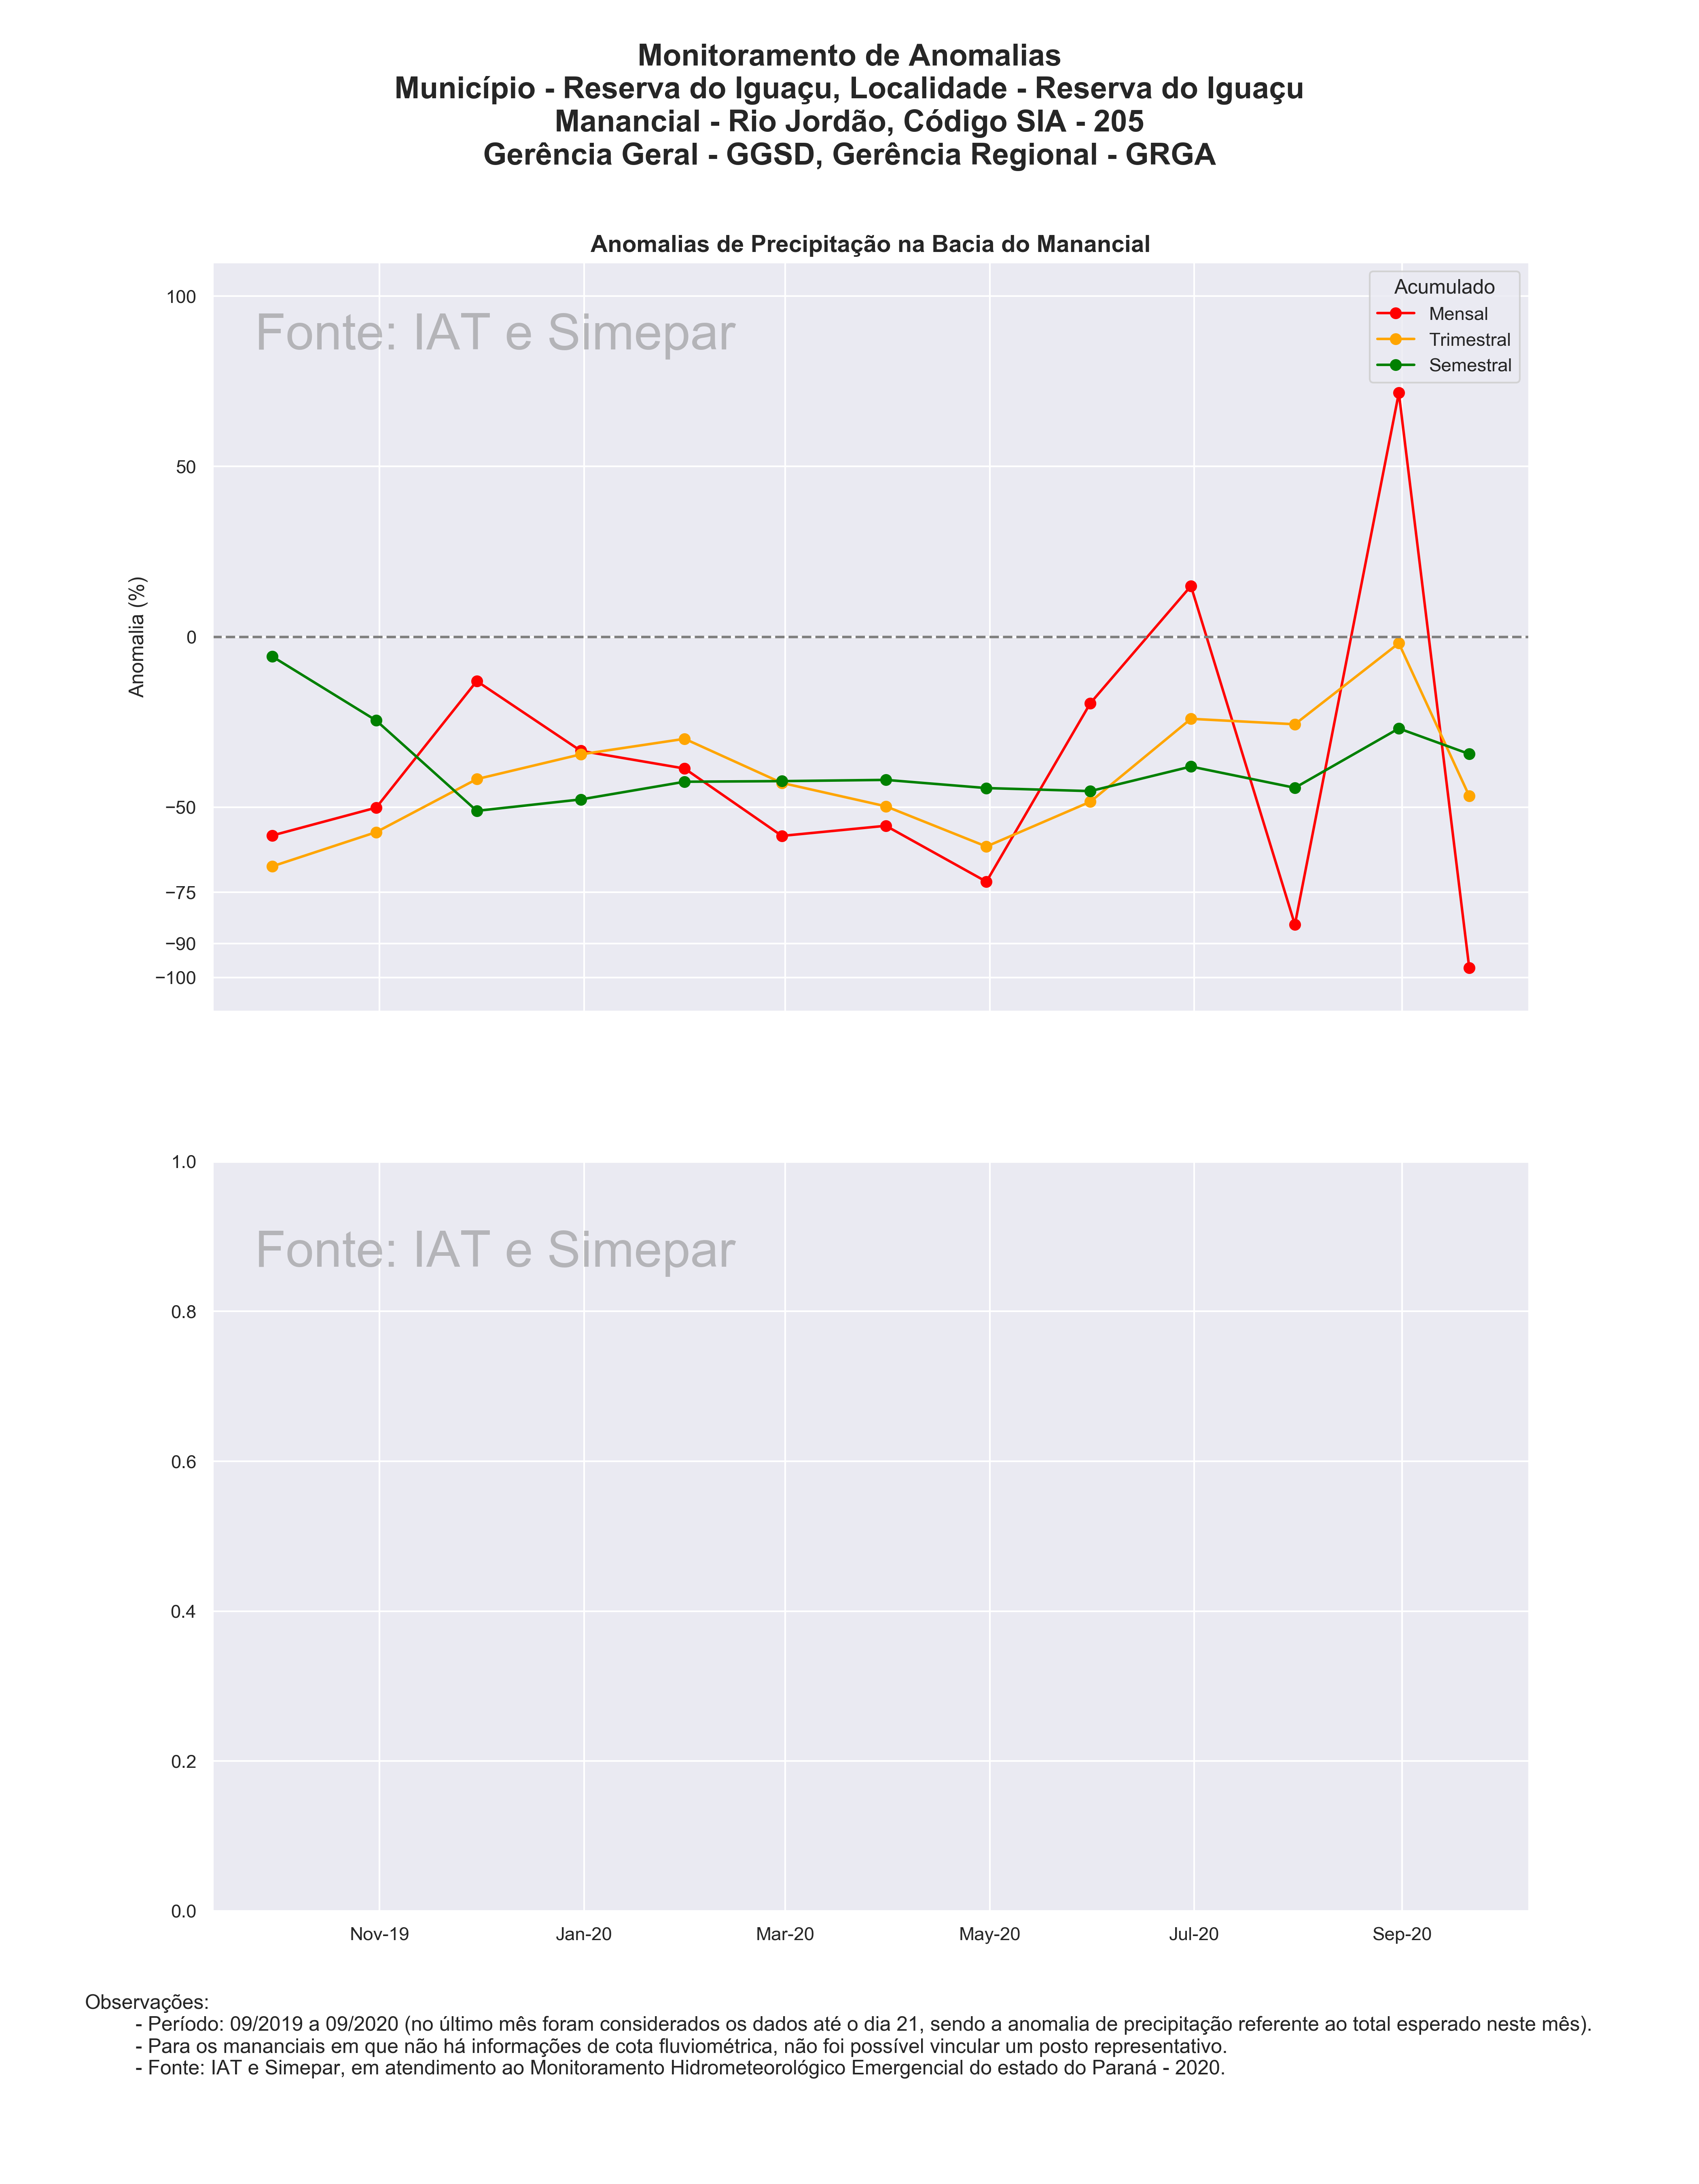 Monitoramento de Anomalias
Município - Reserva do Iguaçu, Localidade - Reserva do Iguaçu
Manancial - Rio Jordão, Código SIA - 205
Gerência Geral - GGSD, Gerência Regional - GRGA
Anomalias de Precipitação na Bacia do Manancial
Fonte: IAT e Simepar
Acumulado
Mensal
Trimestral
Semestral
Anomalia (%)
100
50
0
−50
−75
−90
−100
Fonte: IAT e Simepar
1.0
0.8
0.6
0.4
0.2
0.0
Nov-19 Jan-20 Mar-20 May-20 Jul-20 Sep-20
Observações:
- Período: 09/2019 a 09/2020 (no último mês foram considerados os dados até o dia 21, sendo a anomalia de precipitação referente ao total esperado neste mês).
- Para os mananciais em que não há informações de cota fluviométrica, não foi possível vincular um posto representativo.
- Fonte: IAT e Simepar, em atendimento ao Monitoramento Hidrometeorológico Emergencial do estado do Paraná - 2020.